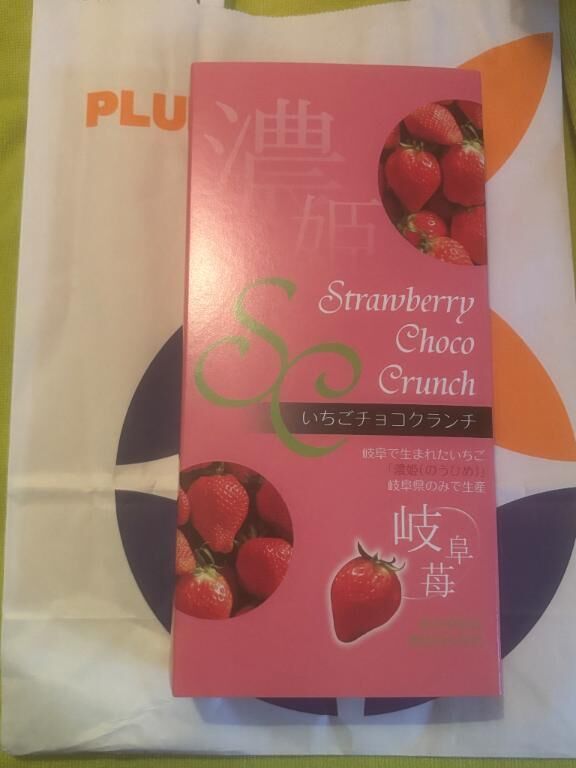 PLU
濃姫
Strawberry
Choco
Crunch
SC
いちごチョコクランチ
岐阜で生まれたいちご
「濃姫(のうひめ)」
岐阜県のみで生産
岐阜苺